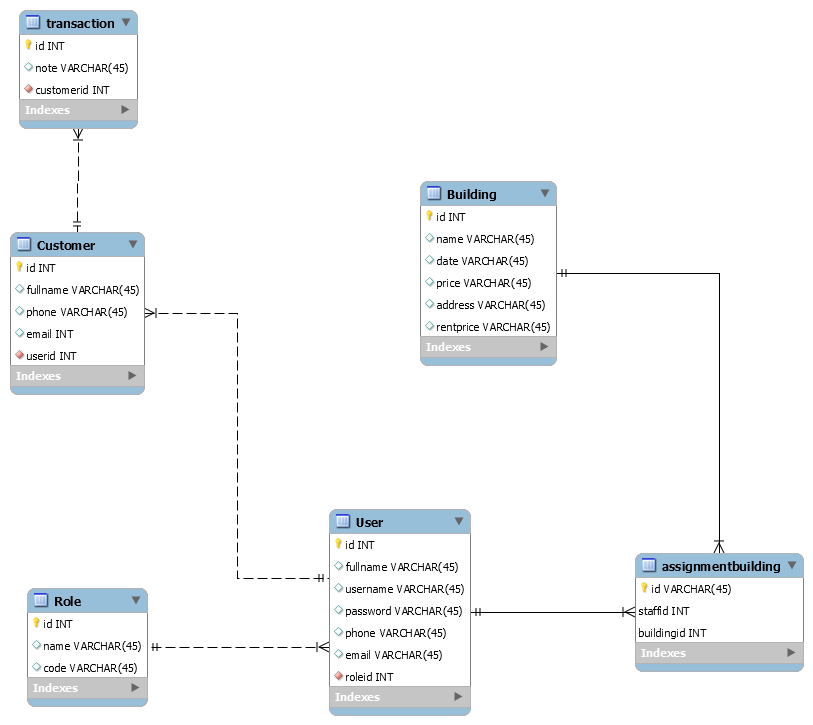 transaction
id INT
note VARCHAR(45)
customerid INT
Indexes
Building
id INT
name VARCHAR(45)
date VARCHAR(45)
price VARCHAR(45)
address VARCHAR(45)
rentprice VARCHAR(45)
Indexes
Customer
id INT
fullname VARCHAR(45)
phone VARCHAR(45)
email INT
userid INT
Indexes
User
id INT
fullname VARCHAR(45)
username VARCHAR(45)
password VARCHAR(45)
phone VARCHAR(45)
email VARCHAR(45)
roleid INT
Indexes
assignmentbuilding
id VARCHAR(45)
staffid INT
buildingid INT
Indexes
Role
id INT
name VARCHAR(45)
code VARCHAR(45)
Indexes